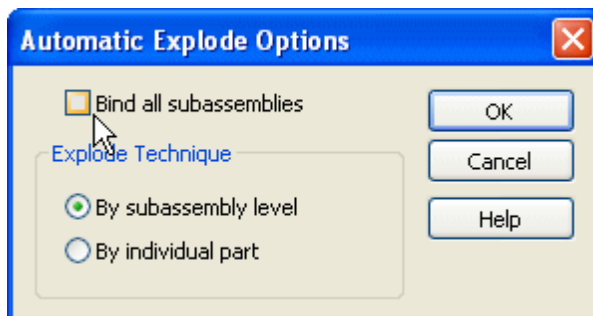 Automatic Explode Options
Bind all subassemblies
OK
Explode Technique
Cancel
By subassembly level
Help
By individual part